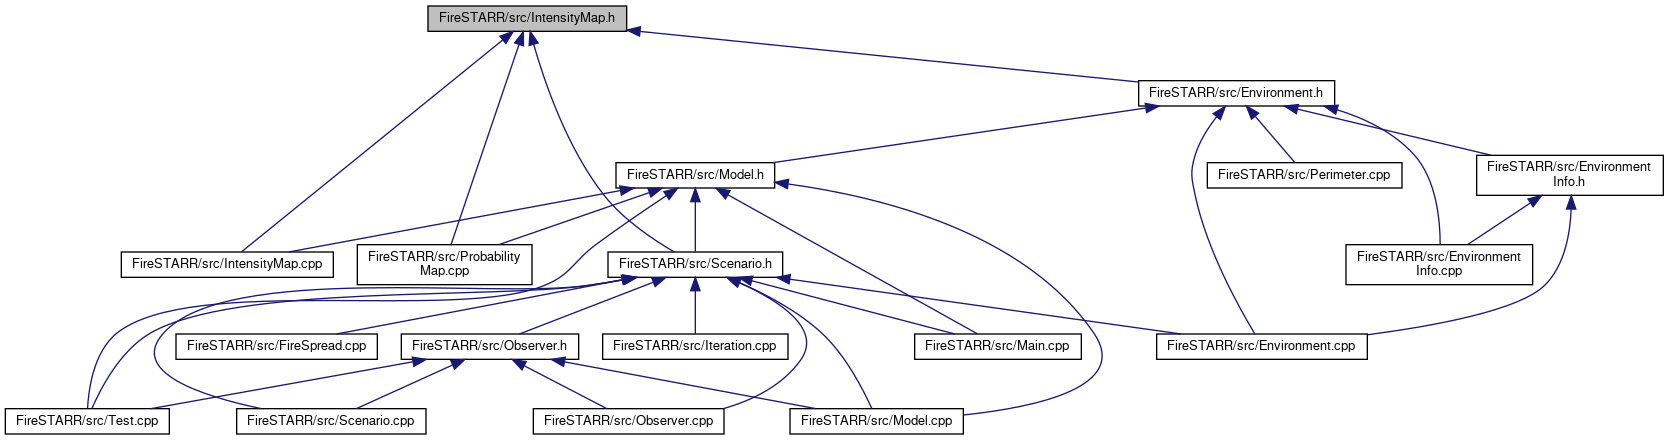 FireSTARR/src/IntensityMap.h
FireSTARR/src/Environment.h
FireSTARR/src/Model.h
FireSTARR/src/Perimeter.cpp
FireSTARR/src/Environment
Info.h
FireSTARR/src/IntensityMap.cpp
FireSTARR/src/Probability
Map.cpp
FireSTARR/src/Scenario.h
FireSTARR/src/Environment
Info.cpp
FireSTARR/src/FireSpread.cpp
FireSTARR/src/Observer.h
FireSTARR/src/Iteration.cpp
FireSTARR/src/Main.cpp
FireSTARR/src/Environment.cpp
FireSTARR/src/Test.cpp
FireSTARR/src/Scenario.cpp
FireSTARR/src/Observer.cpp
FireSTARR/src/Model.cpp